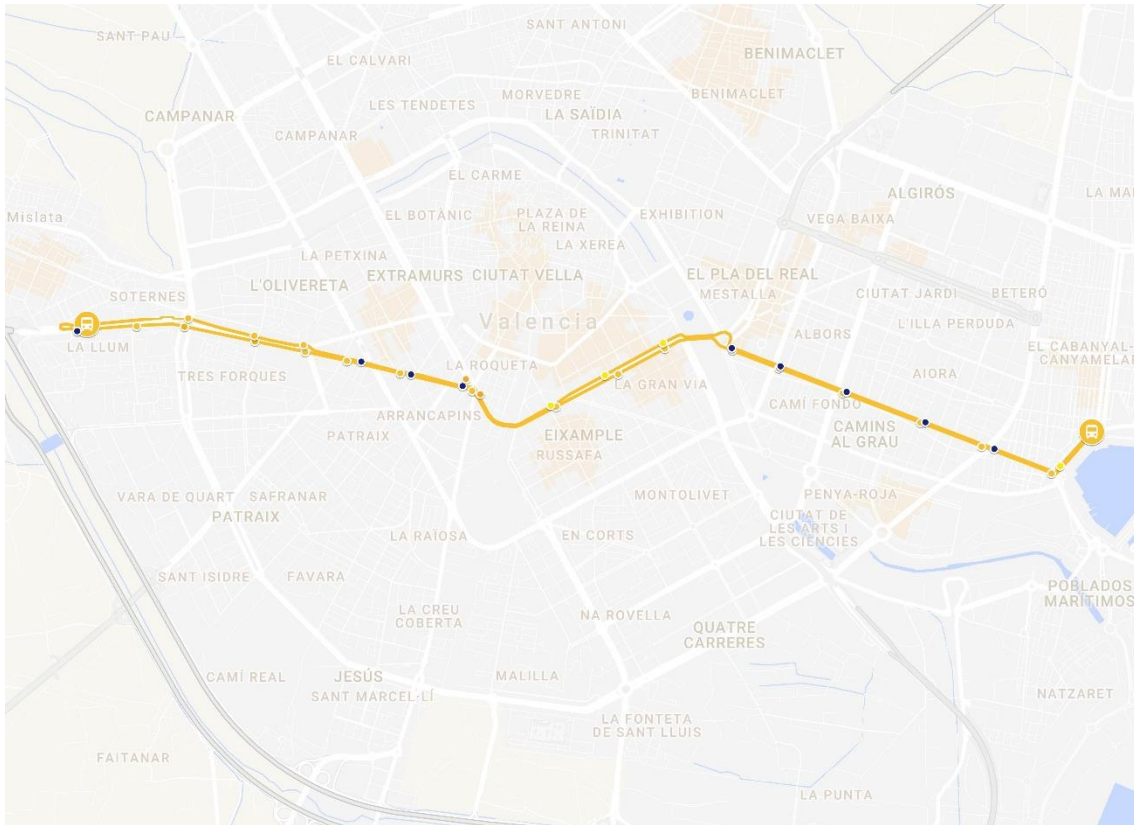 SANT ANTONI
SANT PAU
EL CALVARI
BENIMACLET
MORVEDRE
BENIMACLET
LES TENDETES
LA SAÏDIA
CAMPANAR
CAMPANAR
TRINITAT
EL CARME
ALGIRÓS
LA MA
Mislata
EL BOTÀNIC
PLAZA DE
LA REINA
EXHIBITION
VEGA BAIXA
LA XEREA
LA PETXINA
L'OLIVERETA
EXTRAMURS
CIUTAT VELLA
EL PLA DEL REAL
MESTALLA
SOTERNES
CIUTAT JARDI
BETERÓ
Valencia
ALBORS
L'ILLA PERDUDA
LA LLUM
EL CABANYAL-
CANYAMELAR
TRES FORQUES
LA ROQUETA
LA GRAN VIA
AIORA
ARRANCAPINS
CAMÍ FONDO
CAMINS
AL GRAU
PATRAIX
EIXAMPLE
RUSSAFA
VARA DE QUART
SAFRANAR
MONTOLIVET
PENYA-ROJA
PATRAIX
CIUTAT DE
LES ARTS I
LES CIÈNCIES
LA RAÏOSA
EN CORTS
SANT ISIDRE
FAVARA
POBLADOS
MARÍTIMOS
LA CREU
COBERTA
NA ROVELLA
QUATRE
CARRERES
CAMÍ REAL
JESÚS
SANT MARCEL·LÍ
MALILLA
NATZARET
LA FONTETA
DE SANT LLUIS
FAITANAR
LA PUNTA